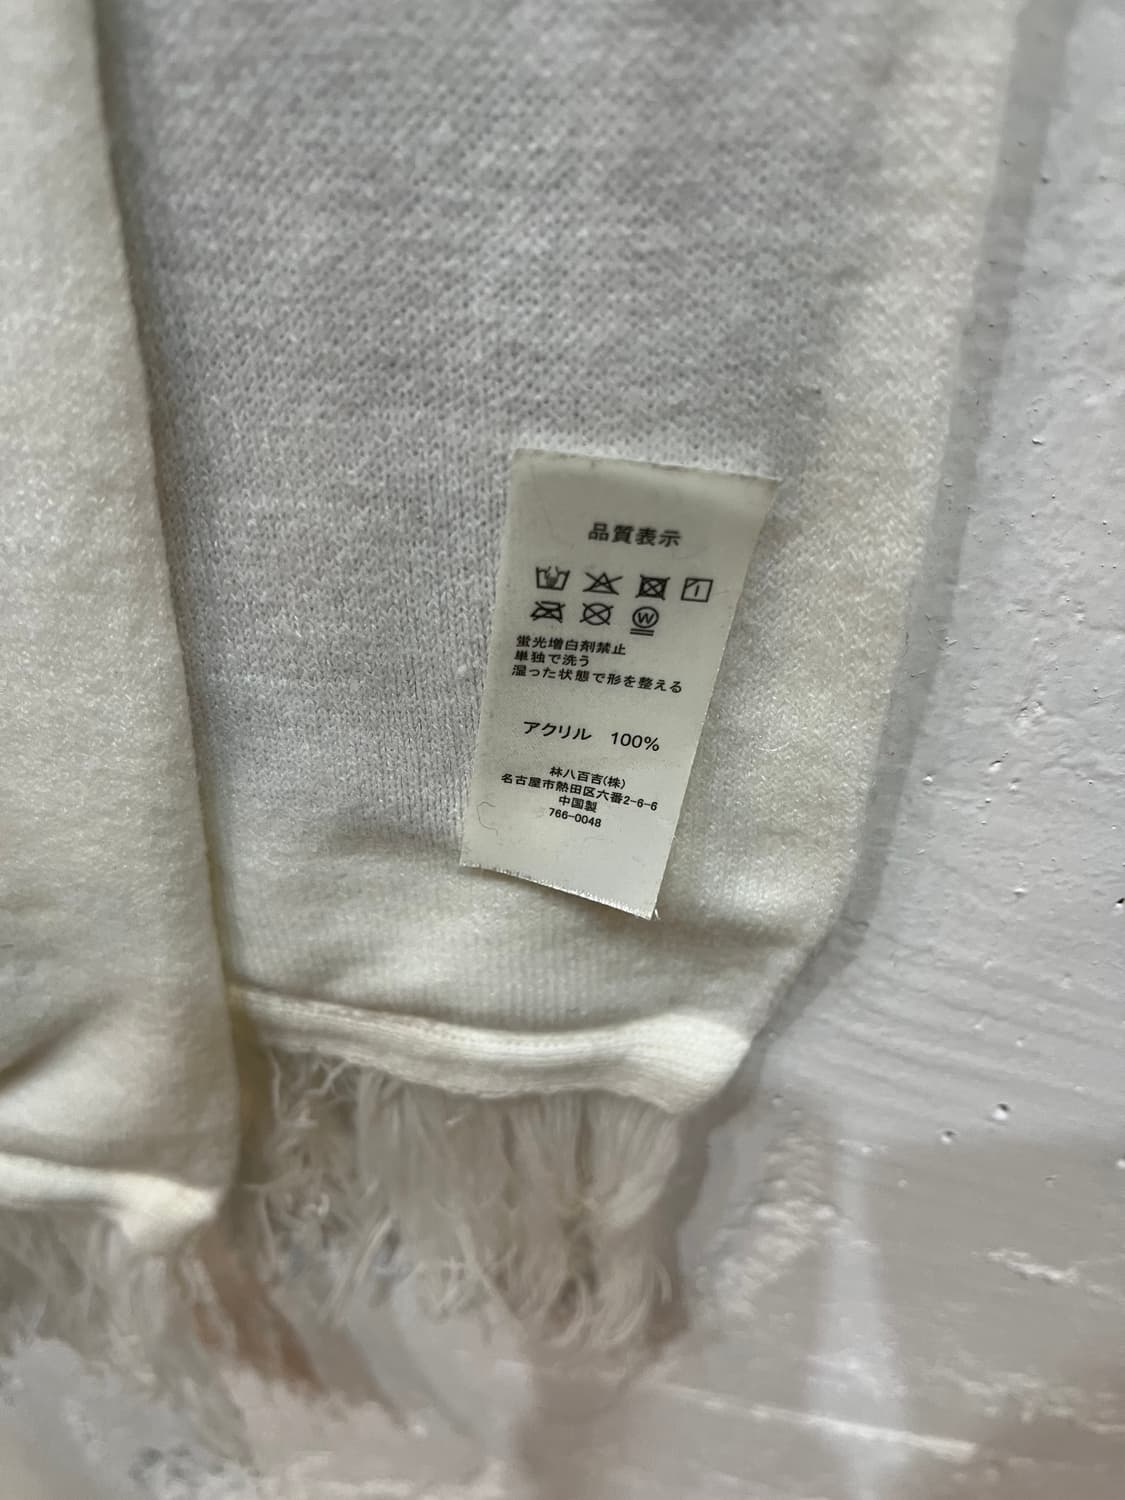 品質表示
W
蛍光増白剤禁止
単独で洗う
湿った状態で形を整える
アクリル 100%
林八百吉(株)
名古屋市熱田区六番2-6-6
中国製
766-0048